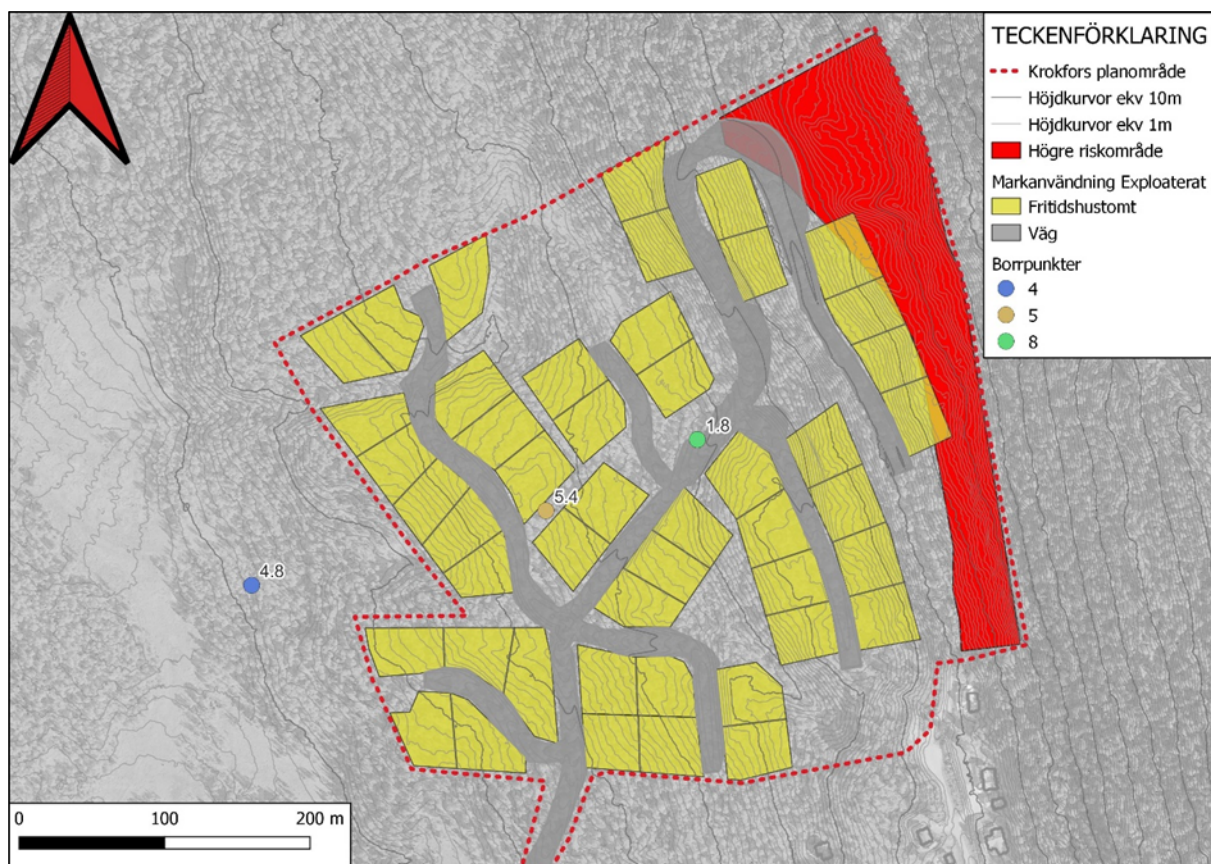 TECKENFÖRKLARING
Krokfors planområde
Höjdkurvor ekv 10m
Höjdkurvor ekv 1m
Högre riskområde
Markanvändning Exploaterat
Fritidshustomt
Väg
Borrpunkter
4
5
8
1.8
5.4
4.8
0 100 200 m